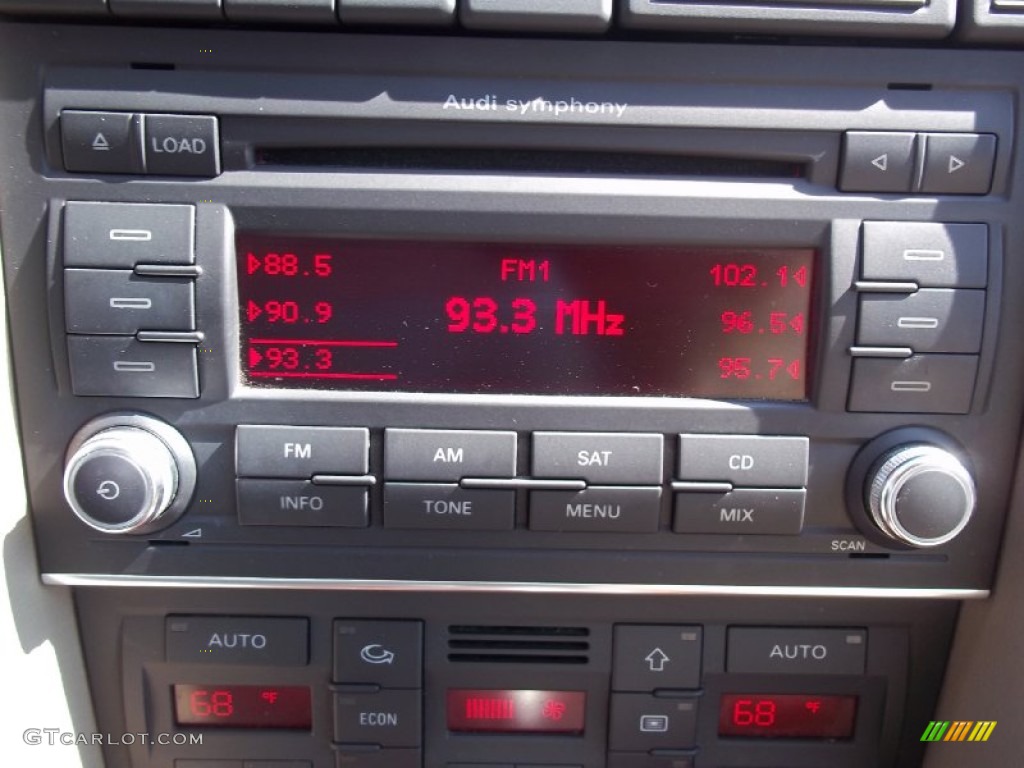 Audi symphony
LOAD
88.5 FM1 102.1
90.9 93.3 MHz 96.5
93.3 95.7
FM AM SAT CD
INFO TONE MENU MIX
SCAN
AUTO AUTO
68 °F 68 °F
ECON
GTCARLOT.COM